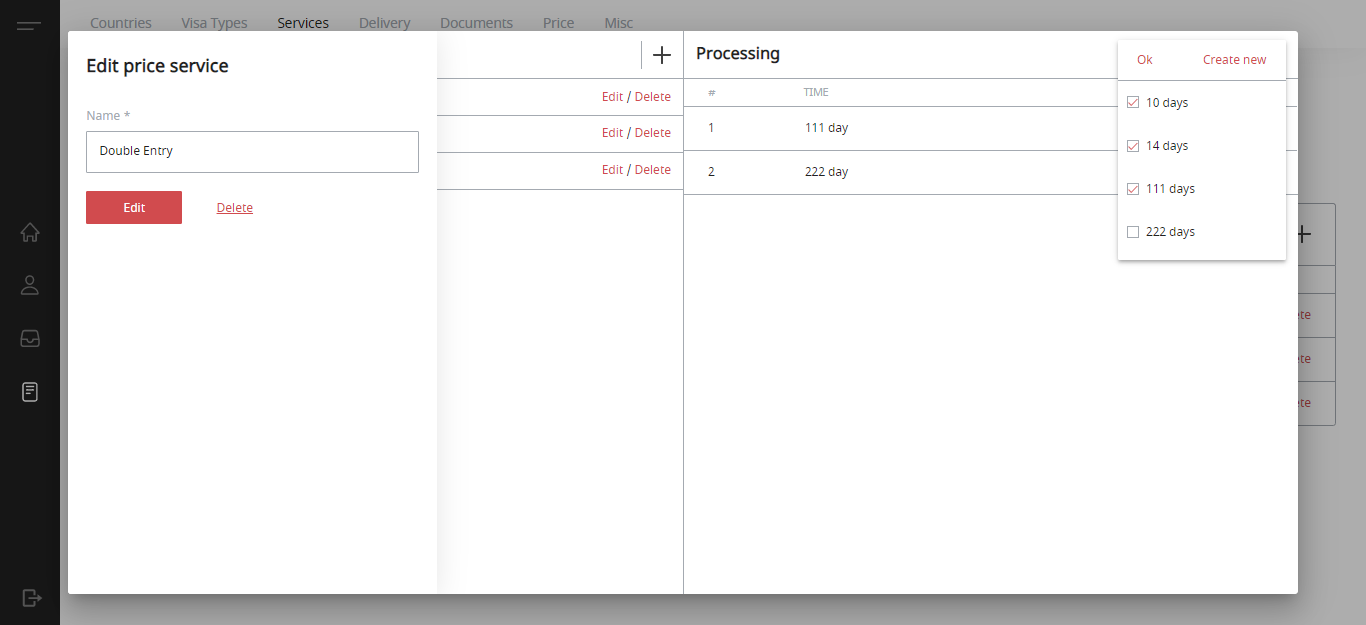 Countries Visa Types Services Delivery Documents Price Misc
Edit price service
Name *
Double Entry
Edit Delete
Edit / Delete
Edit / Delete
Edit / Delete
Processing
# TIME
1 111 day
2 222 day
Ok Create new
10 days
14 days
111 days
222 days
ete
ete
ete